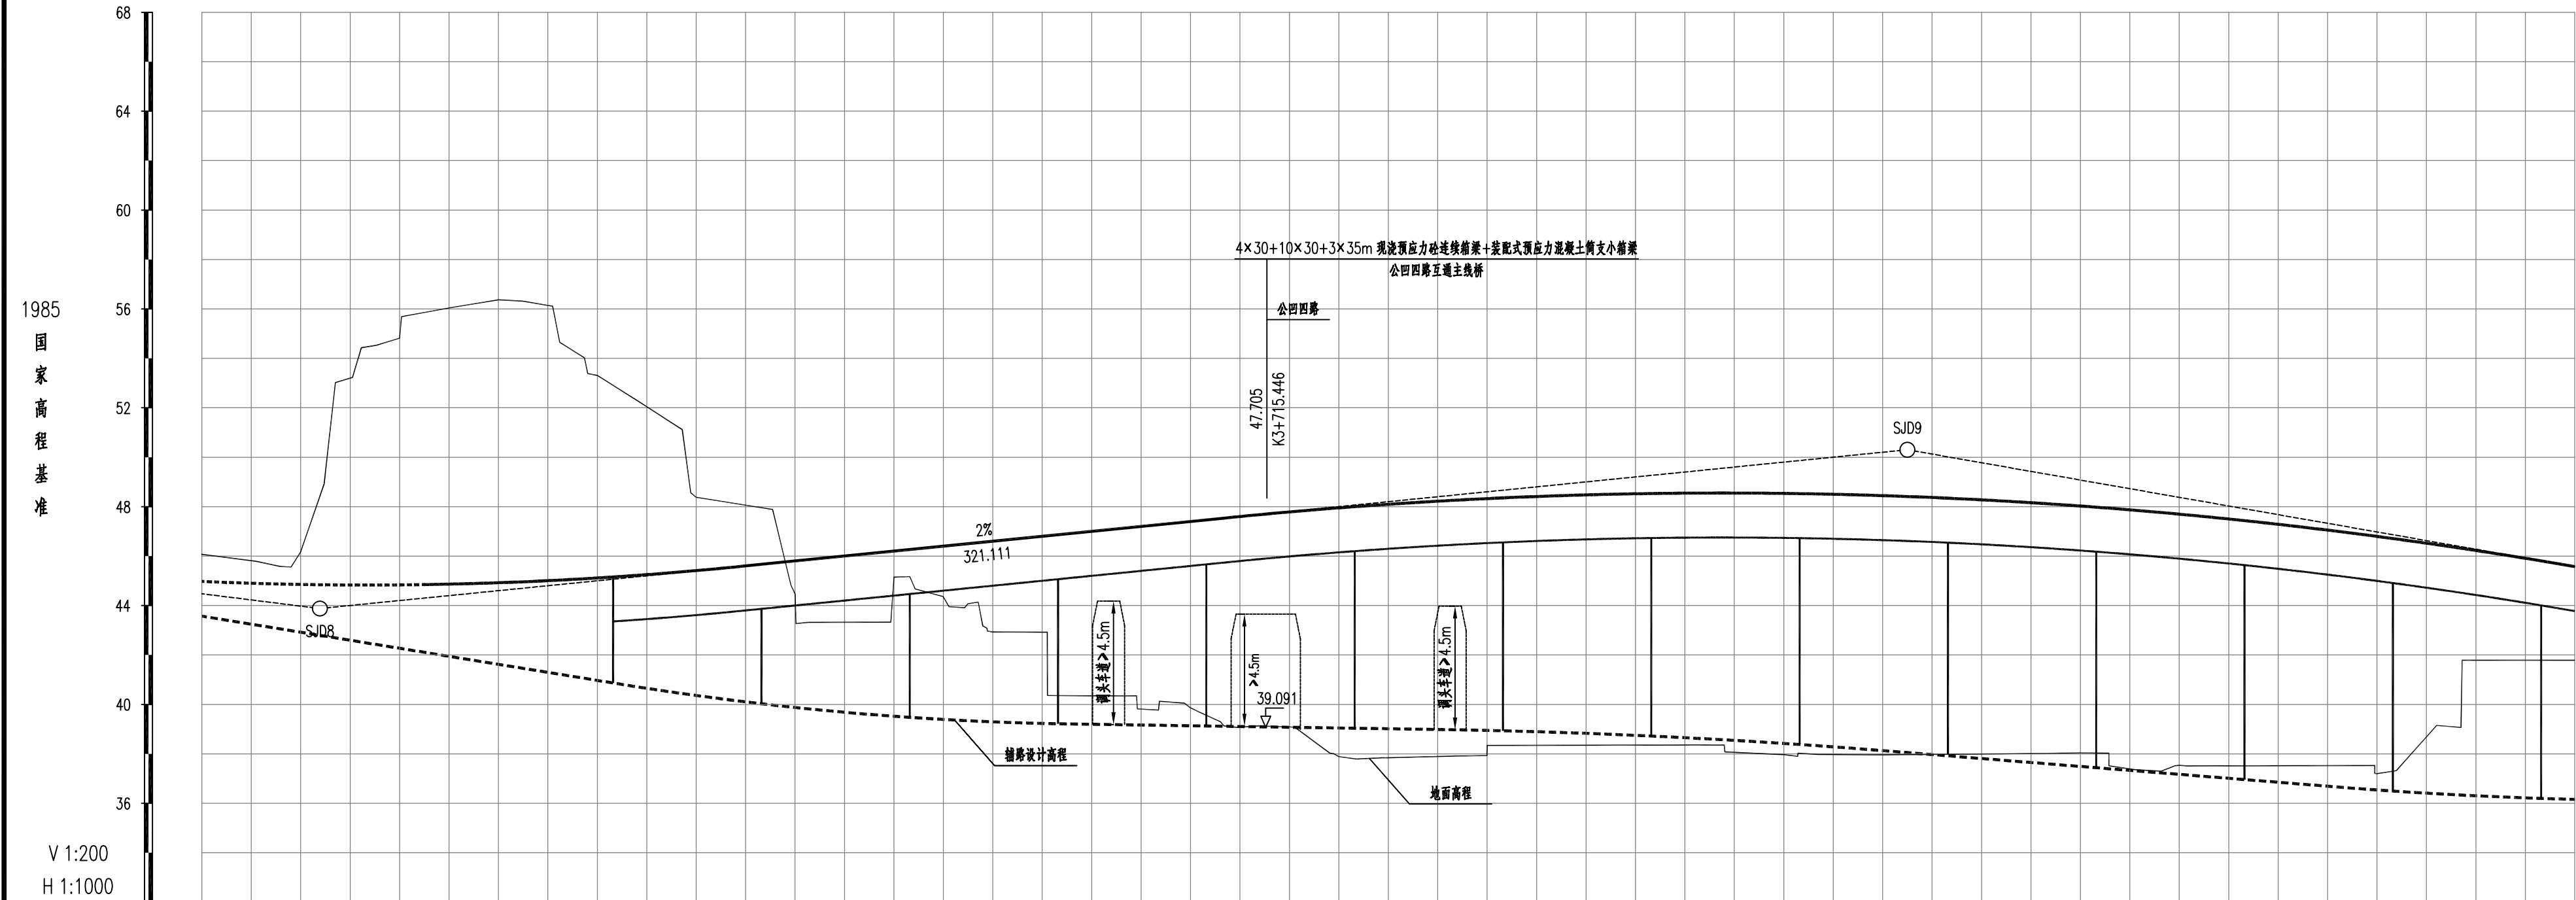 68
64
60
56
52
48
44
40
36
1985
国
家
高
程
基
准
V 1:200
H 1:1000
4×30+10×30+3×35m 现浇预应力砼连续箱梁+装配式预应力混凝土简支小箱梁
公凹四路互通主线桥
公凹四路
47.705
K3+715.446
SJD9
2%
321.111
SJD8
调头车道≥4.5m
≥4.5m
39.091
调头车道≥4.5m
辅路设计高程
地面高程